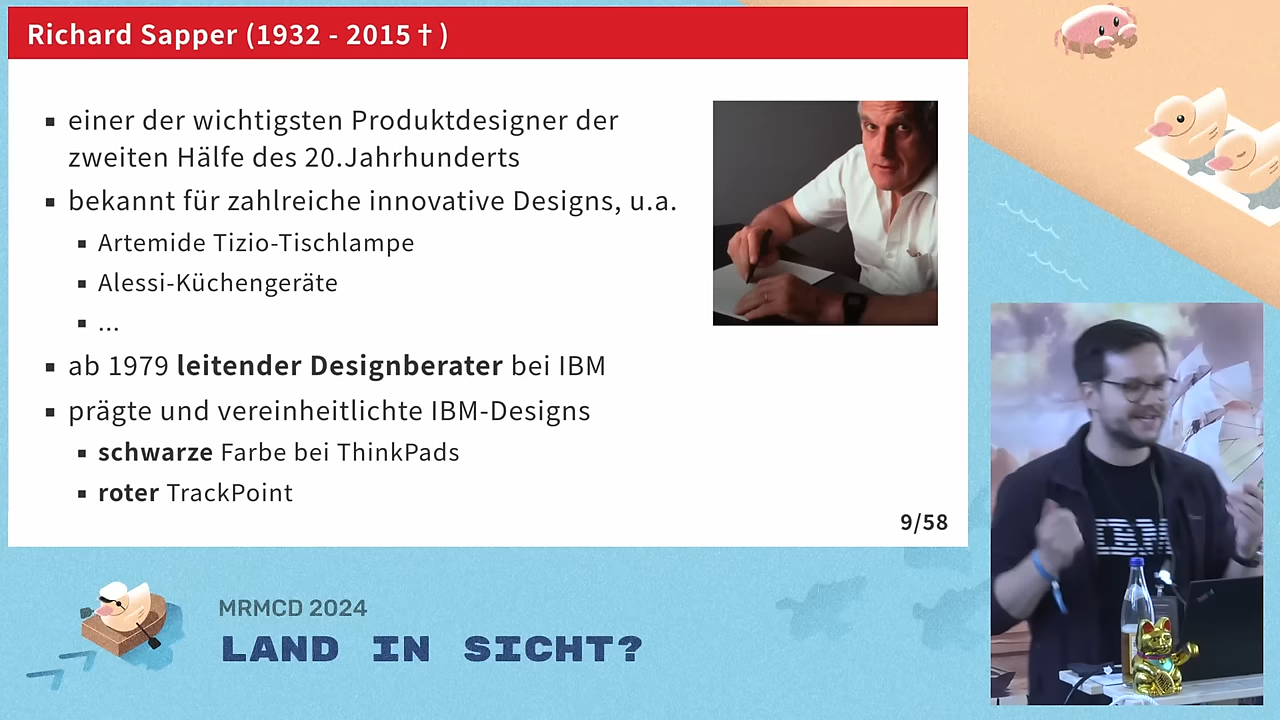 Richard Sapper (1932 - 2015 † )
einer der wichtigsten Produktdesigner der
zweiten Hälfte des 20.Jahrhunderts
bekannt für zahlreiche innovative Designs, u.a.
Artemide Tizio-Tischlampe
Alessi-Küchengeräte
...
ab 1979 leitender Designberater bei IBM
prägte und vereinheitlichte IBM-Designs
schwarze Farbe bei ThinkPads
roter TrackPoint
9/58
IBM
MRMCD 2024
LAND IN SICHT?